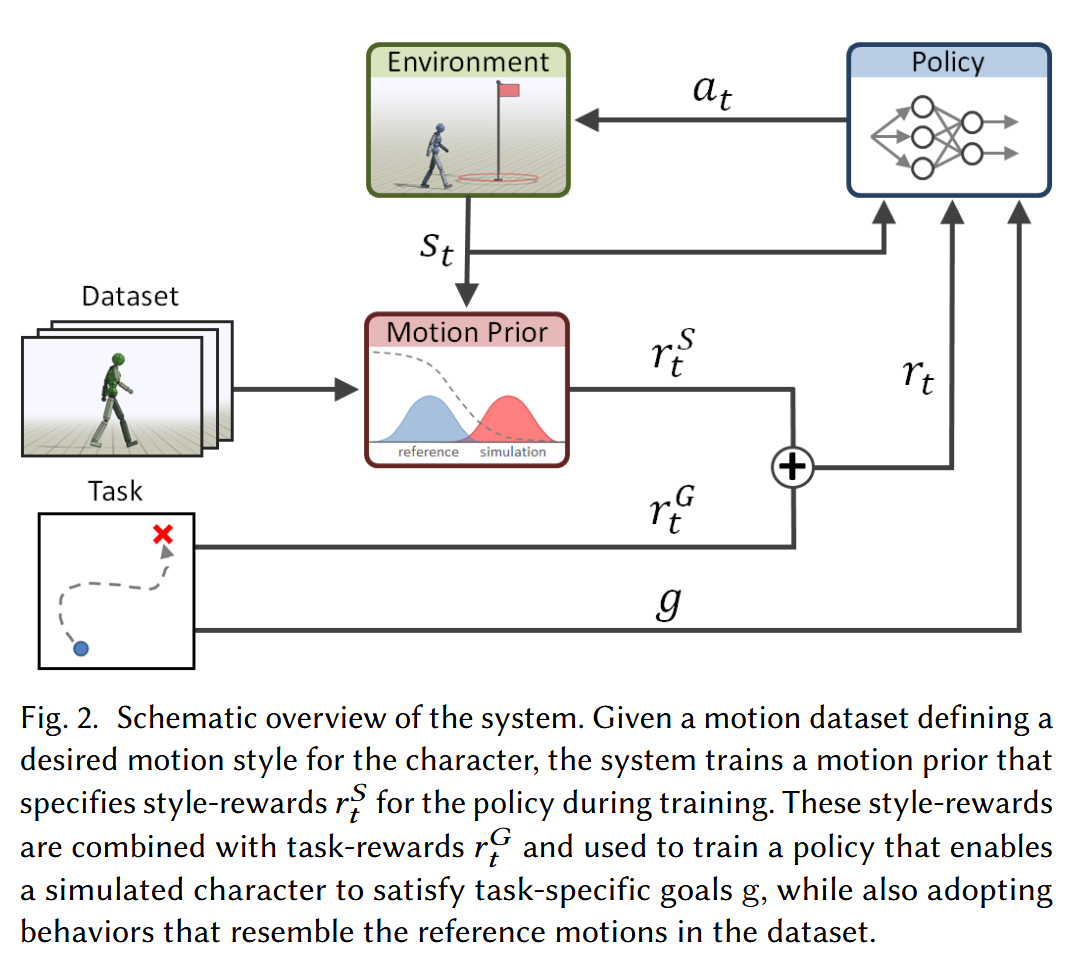 Environment
Policy
a_t
s_t
Dataset
Motion Prior
r_t^S
r_t
reference simulation
Task
r_t^G
g
Fig. 2. Schematic overview of the system. Given a motion dataset defining a
desired motion style for the character, the system trains a motion prior that
specifies style-rewards r_t^S for the policy during training. These style-rewards
are combined with task-rewards r_t^G and used to train a policy that enables
a simulated character to satisfy task-specific goals g, while also adopting
behaviors that resemble the reference motions in the dataset.